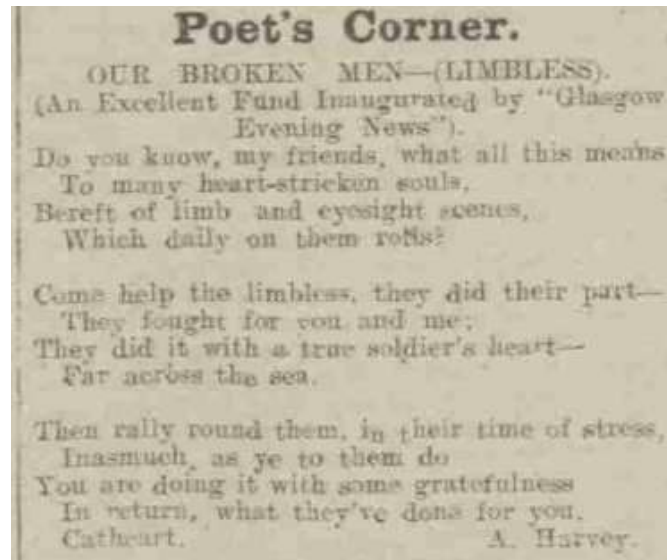 Poet's Corner.
OUR BROKEN MEN—(LIMBLESS).
(An Excellent Fund Inaugurated by "Glasgow
Evening News").
Do you know, my friends, what all this means
To many heart-stricken souls,
Bereft of limb and eyesight scenes,
Which daily on them rolls?
Come help the limbless, they did their part—
They fought for you and me;
They did it with a true soldier's heart—
Far across the sea.
Then rally round them, in their time of stress,
Inasmuch, as ye to them do
You are doing it with some gratefulness
In return, what they've done for you.
Cathcart. A. Harvey.